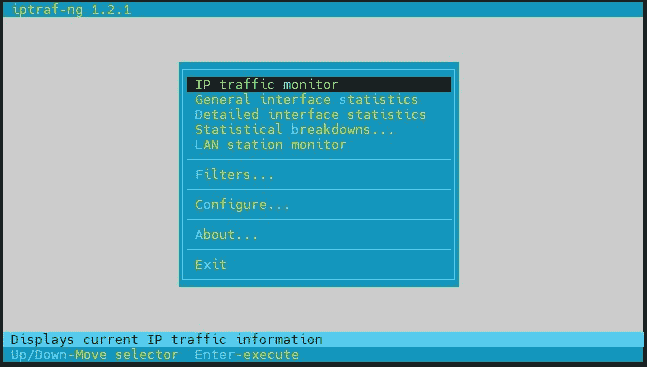 iptraf-ng 1.2.1
IP traffic monitor
General interface statistics
Detailed interface statistics
Statistical breakdowns...
LAN station monitor
Filters...
Configure...
About...
Exit
Displays current IP traffic information
Up/Down-Move selector  Enter-execute